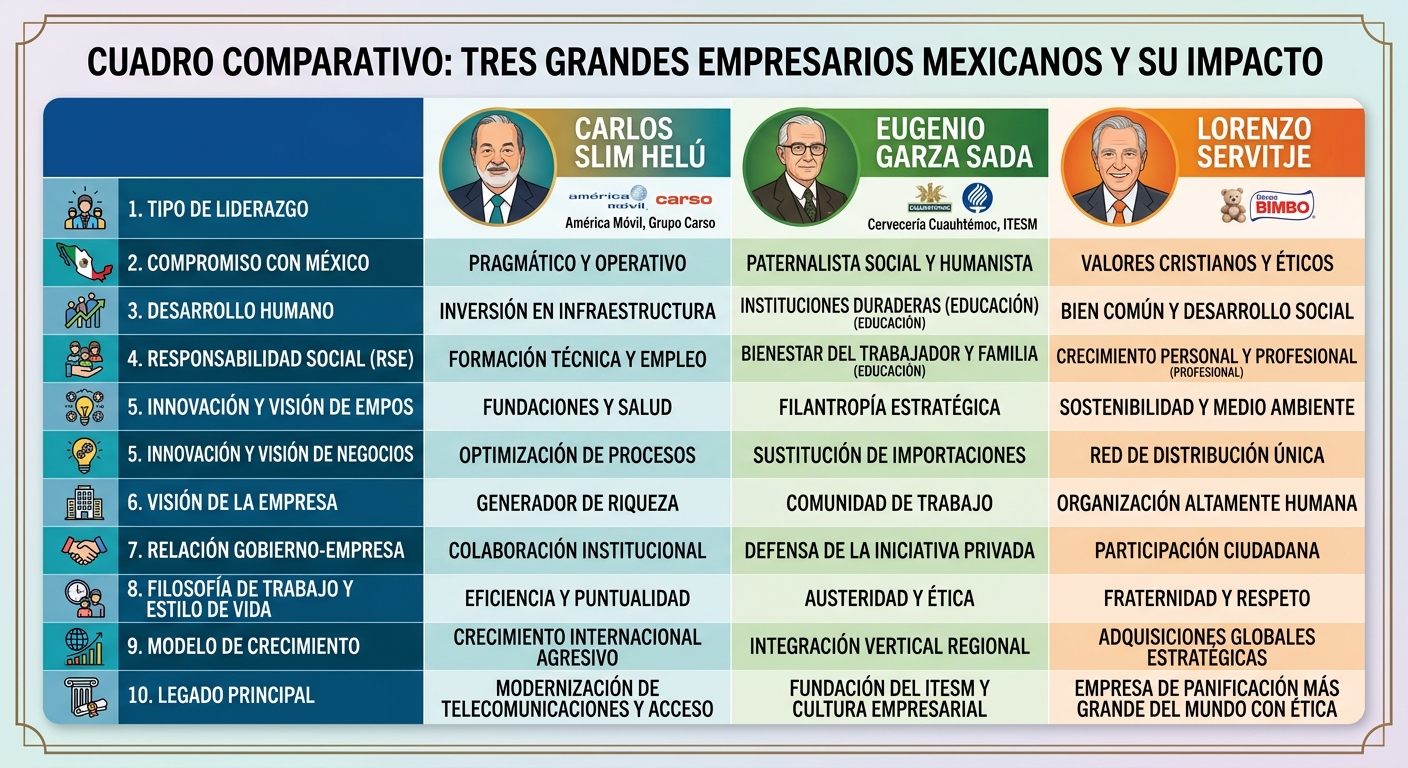 CUADRO COMPARATIVO: TRES GRANDES EMPRESARIOS MEXICANOS Y SU IMPACTO
CARLOS
SLIM HELÚ
EUGENIO
GARZA SADA
LORENZO
SERVITJE
1. TIPO DE LIDERAZGO
américa
móvil
carso
América Móvil, Grupo Carso
Cervecería Cuauhtémoc, ITESM
BIMBO
2. COMPROMISO CON MÉXICO
PRAGMÁTICO Y OPERATIVO
PATERNALISTA SOCIAL Y HUMANISTA
VALORES CRISTIANOS Y ÉTICOS
3. DESARROLLO HUMANO
INVERSIÓN EN INFRAESTRUCTURA
INSTITUCIONES DURADERAS (EDUCACIÓN)
(EDUCACIÓN)
BIEN COMÚN Y DESARROLLO SOCIAL
4. RESPONSABILIDAD SOCIAL (RSE)
FORMACIÓN TÉCNICA Y EMPLEO
BIENESTAR DEL TRABAJADOR Y FAMILIA
(EDUCACIÓN)
CRECIMIENTO PERSONAL Y PROFESIONAL
(PROFESIONAL)
5. INNOVACIÓN Y VISIÓN DE EMPOS
FUNDACIONES Y SALUD
FILANTROPÍA ESTRATÉGICA
SOSTENIBILIDAD Y MEDIO AMBIENTE
5. INNOVACIÓN Y VISIÓN DE NEGOCIOS
OPTIMIZACIÓN DE PROCESOS
SUSTITUCIÓN DE IMPORTACIONES
RED DE DISTRIBUCIÓN ÚNICA
6. VISIÓN DE LA EMPRESA
GENERADOR DE RIQUEZA
COMUNIDAD DE TRABAJO
ORGANIZACIÓN ALTAMENTE HUMANA
7. RELACIÓN GOBIERNO-EMPRESA
COLABORACIÓN INSTITUCIONAL
DEFENSA DE LA INICIATIVA PRIVADA
PARTICIPACIÓN CIUDADANA
8. FILOSOFÍA DE TRABAJO Y
ESTILO DE VIDA
EFICIENCIA Y PUNTUALIDAD
AUSTERIDAD Y ÉTICA
FRATERNIDAD Y RESPETO
9. MODELO DE CRECIMIENTO
CRECIMIENTO INTERNACIONAL
AGRESIVO
INTEGRACIÓN VERTICAL REGIONAL
ADQUISICIONES GLOBALES
ESTRATÉGICAS
10. LEGADO PRINCIPAL
MODERNIZACIÓN DE
TELECOMUNICACIONES Y ACCESO
FUNDACIÓN DEL ITESM Y
CULTURA EMPRESARIAL
EMPRESA DE PANIFICACIÓN MÁS
GRANDE DEL MUNDO CON ÉTICA